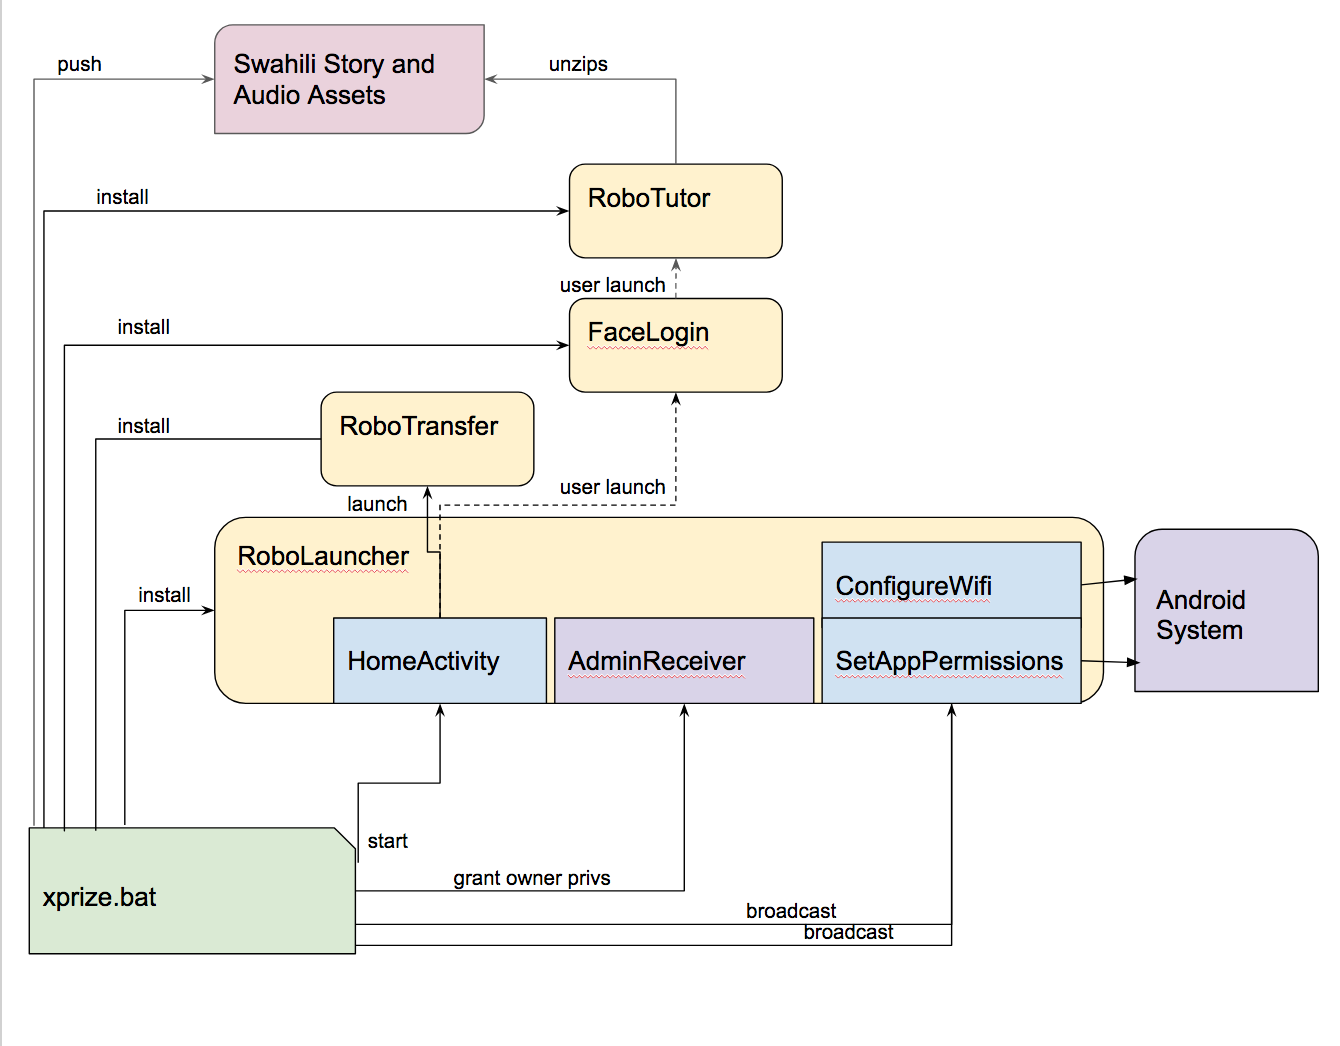 push
Swahili Story and
Audio Assets
unzips
install
RoboTutor
user launch
install
FaceLogin
install
RoboTransfer
launch
user launch
RoboLauncher
install
ConfigureWifi
Android
System
HomeActivity
AdminReceiver
SetAppPermissions
start
xprize.bat
grant owner privs
broadcast
broadcast